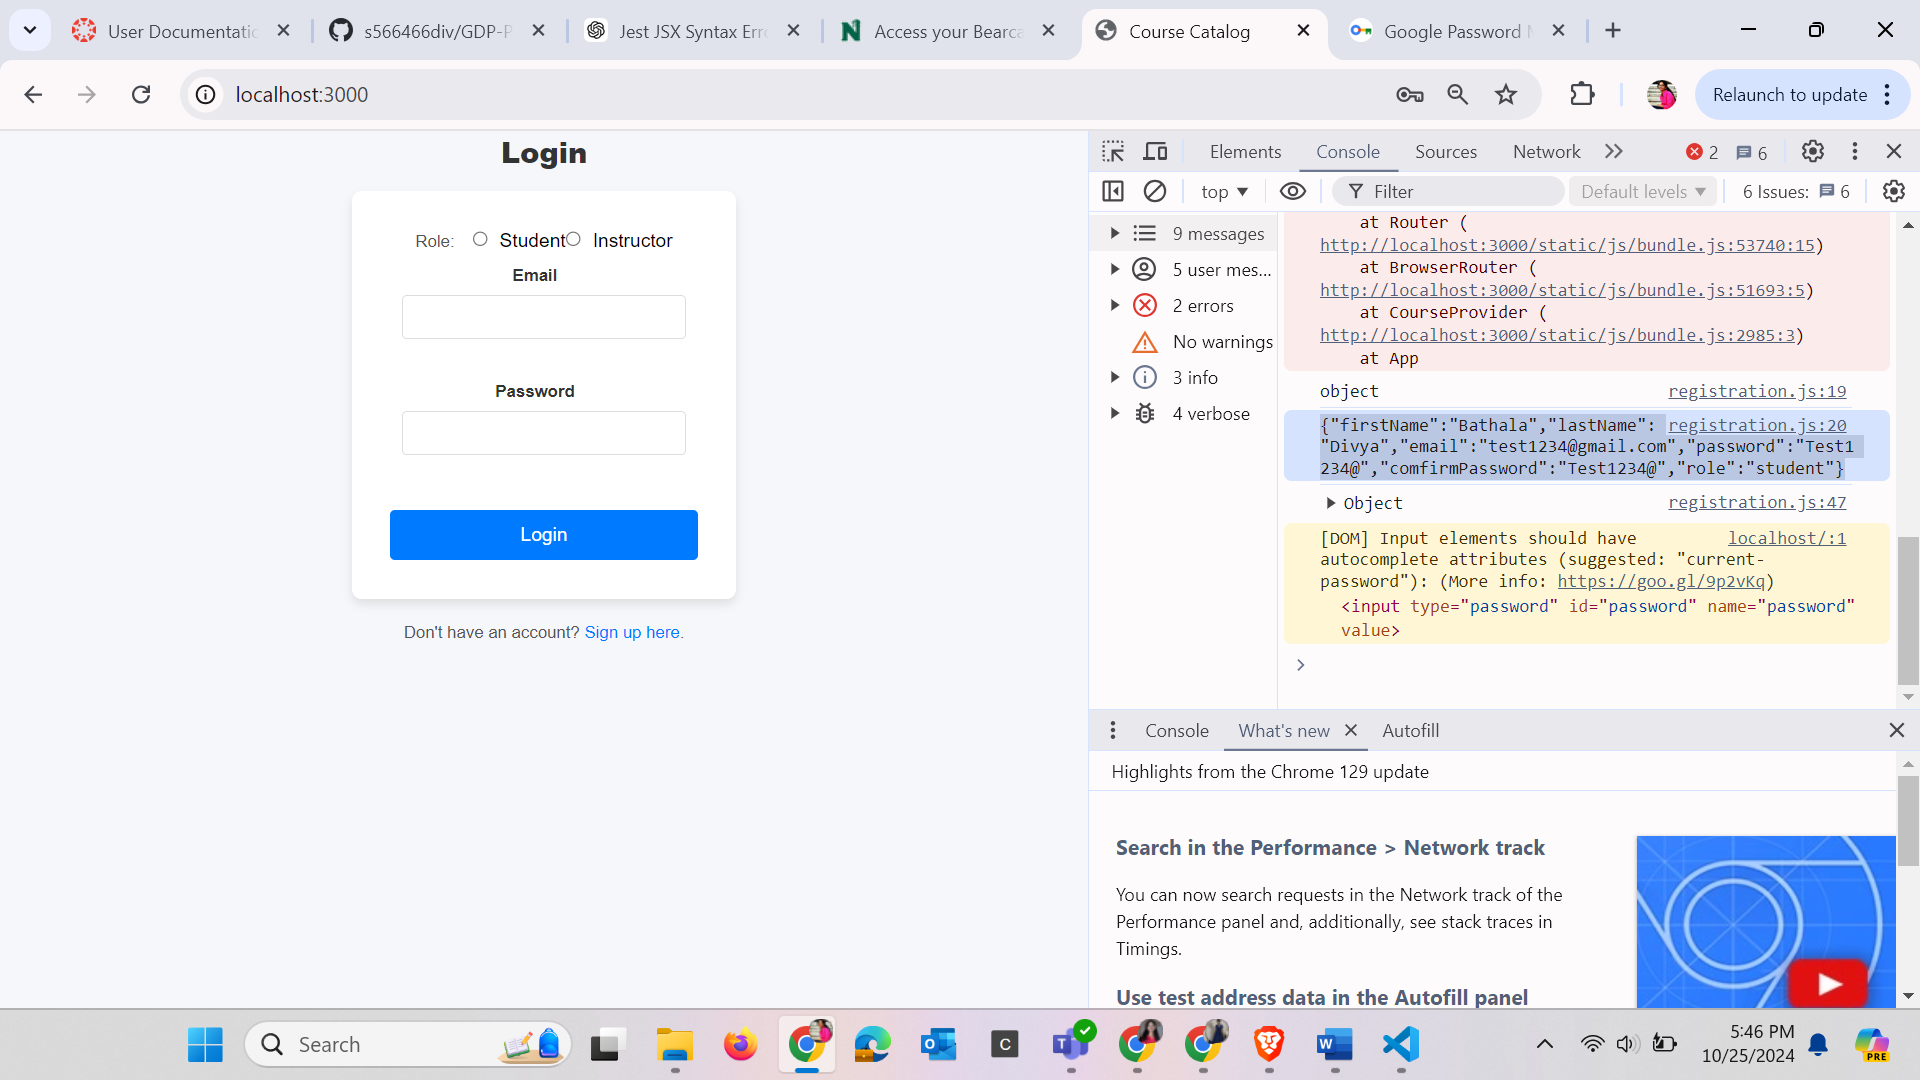 User Documentatic
s566466div/GDP-P
Jest JSX Syntax Erro
Access your Bearca
Course Catalog
Google Password M
localhost:3000
Relaunch to update
Login
Role:
Student
Instructor
Email
Password
Login
Don't have an account? Sign up here.
Elements
Console
Sources
Network
2
6
top
Filter
Default levels
6 Issues:
6
9 messages
5 user mes...
2 errors
No warnings
3 info
4 verbose
at Router (
http://localhost:3000/static/js/bundle.js:53740:15)
at BrowserRouter (
http://localhost:3000/static/js/bundle.js:51693:5)
at CourseProvider (
http://localhost:3000/static/js/bundle.js:2985:3)
at App
object
registration.js:19
{"firstName":"Bathala","lastName":
registration.js:20
"Divya","email":"test1234@gmail.com","password":"Test1
234@","comfirmPassword":"Test1234@","role":"student"}
Object
registration.js:47
[DOM] Input elements should have
localhost/:1
autocomplete attributes (suggested: "current-
password"): (More info: https://goo.gl/9p2vKq)
<input type="password" id="password" name="password"
value>
Console
What's new
Autofill
Highlights from the Chrome 129 update
Search in the Performance > Network track
You can now search requests in the Network track of the
Performance panel and, additionally, see stack traces in
Timings.
Use test address data in the Autofill panel
Search
5:46 PM
10/25/2024
PRE